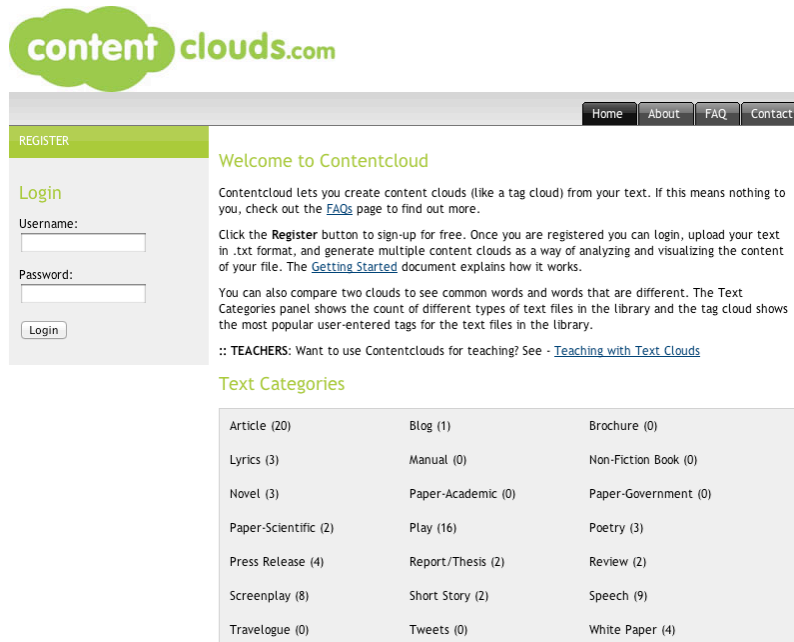 content clouds.com
Home About FAQ Contact
REGISTER
Login
Username:
Password:
Login
Welcome to Contentcloud
Contentcloud lets you create content clouds (like a tag cloud) from your text. If this means nothing to
you, check out the FAQs page to find out more.
Click the Register button to sign-up for free. Once you are registered you can login, upload your text
in .txt format, and generate multiple content clouds as a way of analyzing and visualizing the content
of your file. The Getting Started document explains how it works.
You can also compare two clouds to see common words and words that are different. The Text
Categories panel shows the count of different types of text files in the library and the tag cloud shows
the most popular user-entered tags for the text files in the library.
:: TEACHERS: Want to use Contentclouds for teaching? See - Teaching with Text Clouds
Text Categories
Article (20) Blog (1) Brochure (0)
Lyrics (3) Manual (0) Non-Fiction Book (0)
Novel (3) Paper-Academic (0) Paper-Government (0)
Paper-Scientific (2) Play (16) Poetry (3)
Press Release (4) Report/Thesis (2) Review (2)
Screenplay (8) Short Story (2) Speech (9)
Travelogue (0) Tweets (0) White Paper (4)